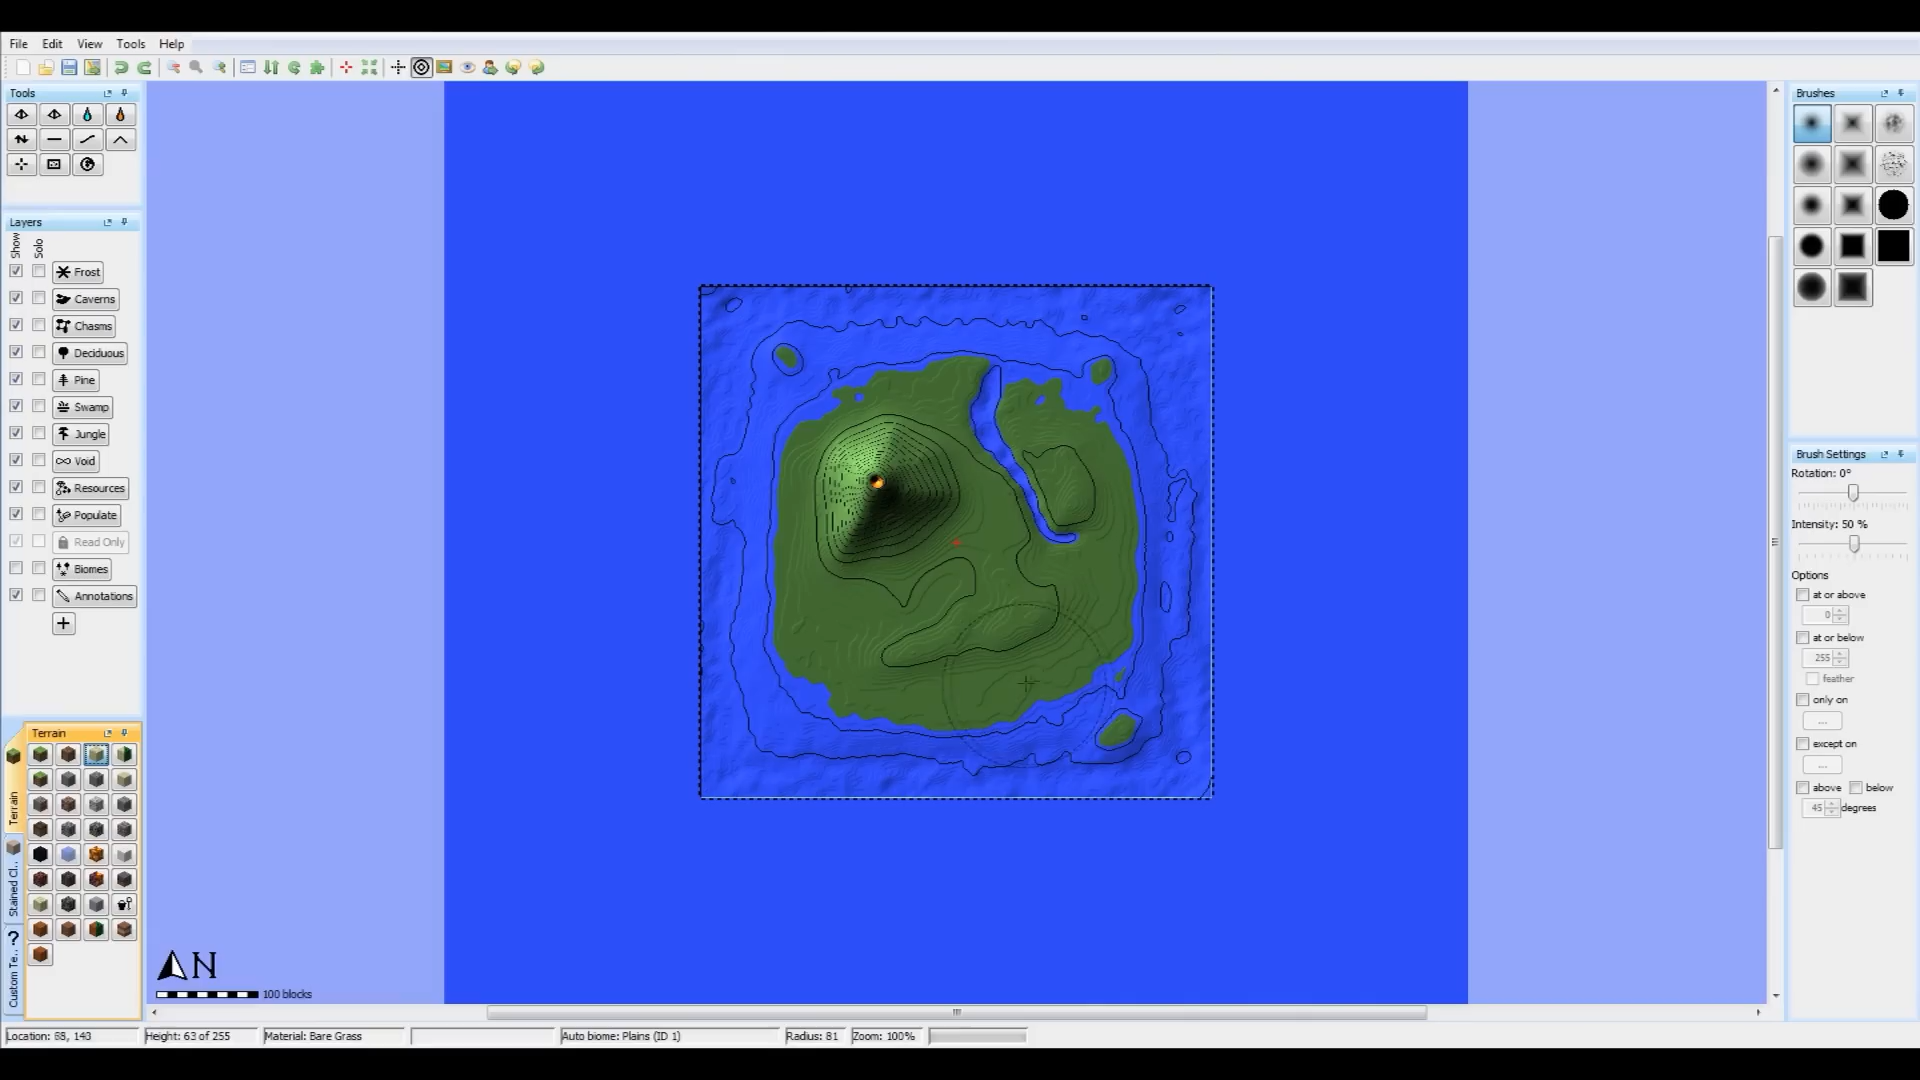 File Edit View Tools Help
Tools
Layers
Show
Solo
Frost
Caverns
Chasms
Deciduous
Pine
Swamp
Jungle
Void
Resources
Populate
Read Only
Biomes
Annotations
Terrain
Terrain
Stained Cl..
Custom Te..
N
100 blocks
Brushes
Brush Settings
Rotation: 0°
Intensity: 50 %
Options
at or above
0
at or below
255
feather
only on
...
except on
...
above below
45 degrees
Location: 68, 143 Height: 63 of 255 Material: Bare Grass Auto biome: Plains (ID 1) Radius: 81 Zoom: 100%